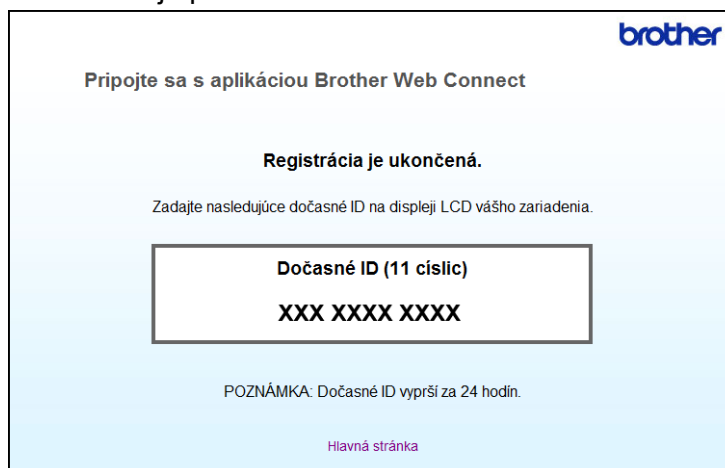 brother
Pripojte sa s aplikáciou Brother Web Connect
Registrácia je ukončená.
Zadajte nasledujúce dočasné ID na displeji LCD vášho zariadenia.
Dočasné ID (11 císlic)
XXX XXXX XXXX
POZNÁMKA: Dočasné ID vyprší za 24 hodín.
Hlavná stránka